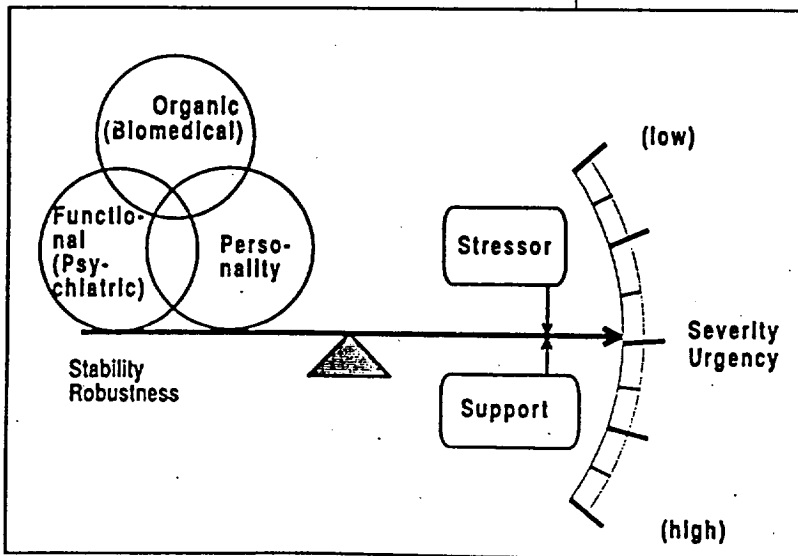 Organic
(Biomedical)
Functio-
nal
(Psy-
chiatric)
Perso-
nality
Stability
Robustness
Stressor
Support
(low)
Severity
Urgency
(high)